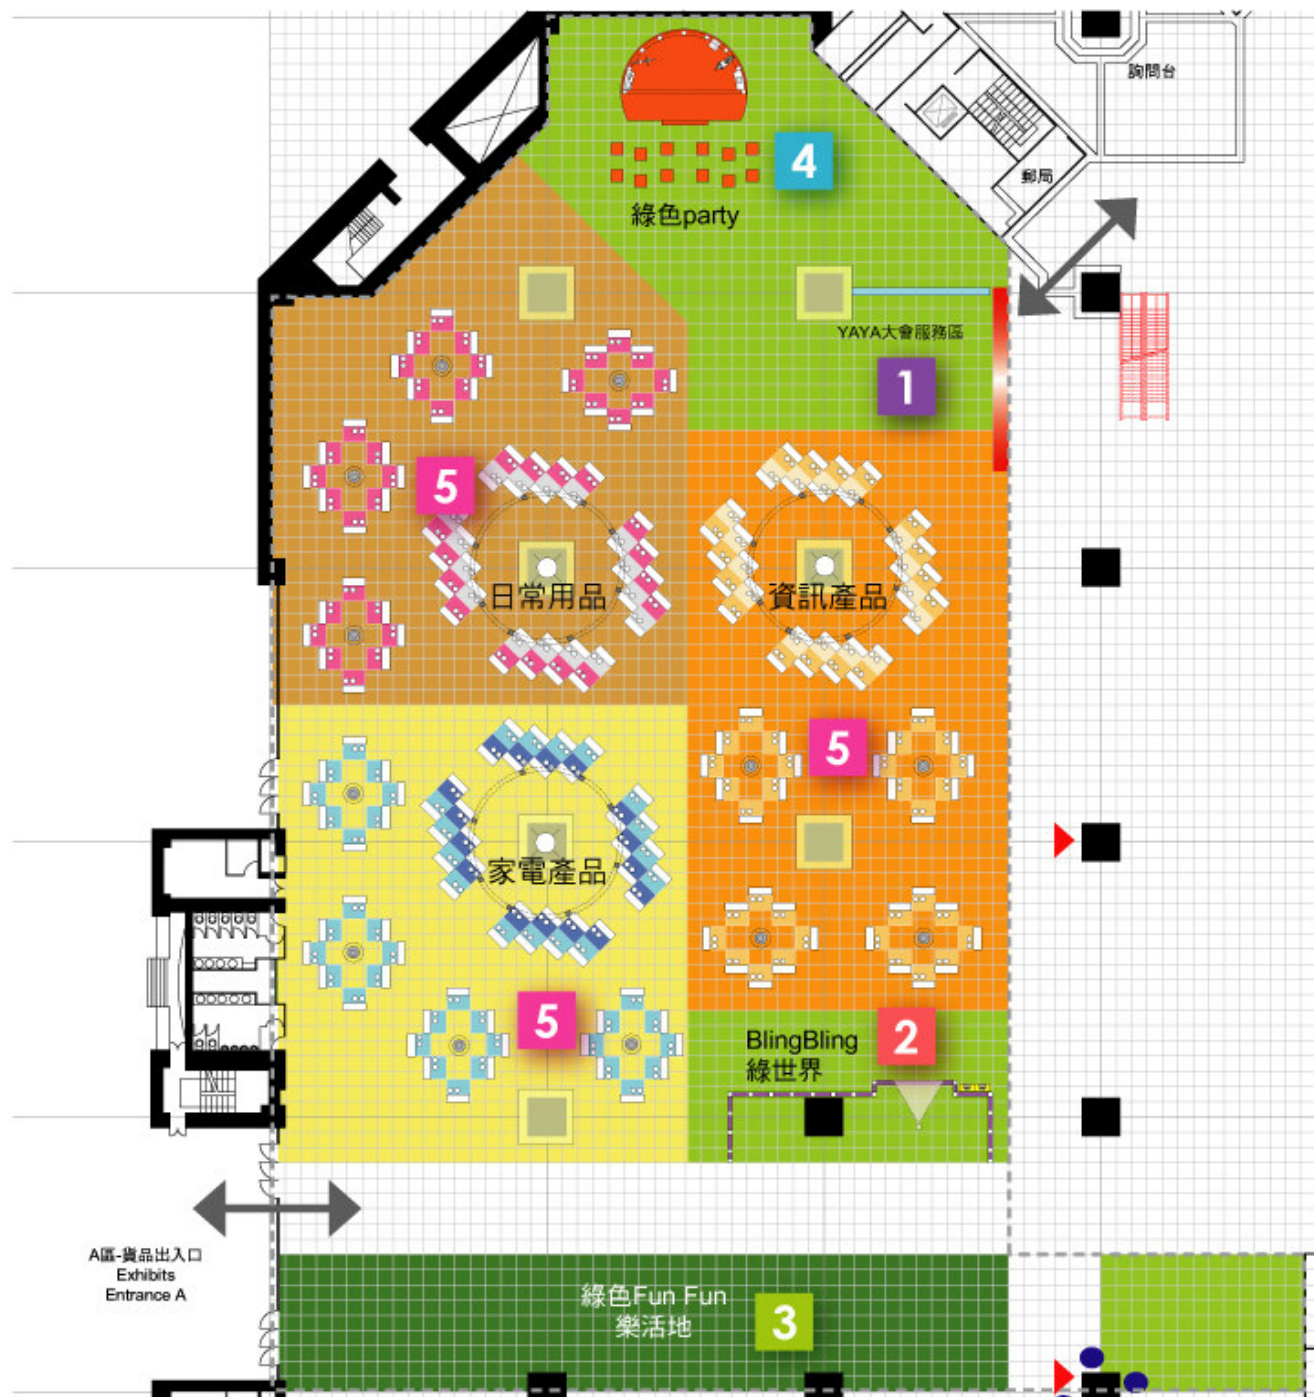 詢問台
4
郵局
綠色party
YAYA大會服務區
1
5
日常用品
資訊產品
5
家電產品
5
BlingBling
綠世界
2
A區-貨品出入口
Exhibits
Entrance A
綠色Fun Fun
樂活地
3